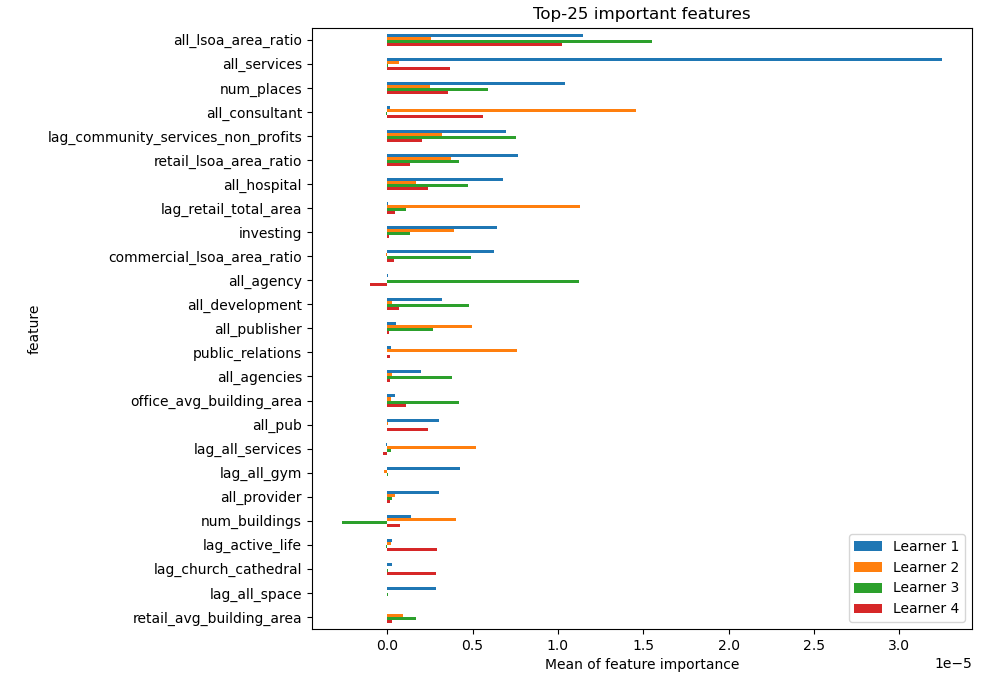 Top-25 important features
feature
all_lsoa_area_ratio
all_services
num_places
all_consultant
lag_community_services_non_profits
retail_lsoa_area_ratio
all_hospital
lag_retail_total_area
investing
commercial_lsoa_area_ratio
all_agency
all_development
all_publisher
public_relations
all_agencies
office_avg_building_area
all_pub
lag_all_services
lag_all_gym
all_provider
num_buildings
lag_active_life
lag_church_cathedral
lag_all_space
retail_avg_building_area
Learner 1
Learner 2
Learner 3
Learner 4
0.0 0.5 1.0 1.5 2.0 2.5 3.0
1e−5
Mean of feature importance